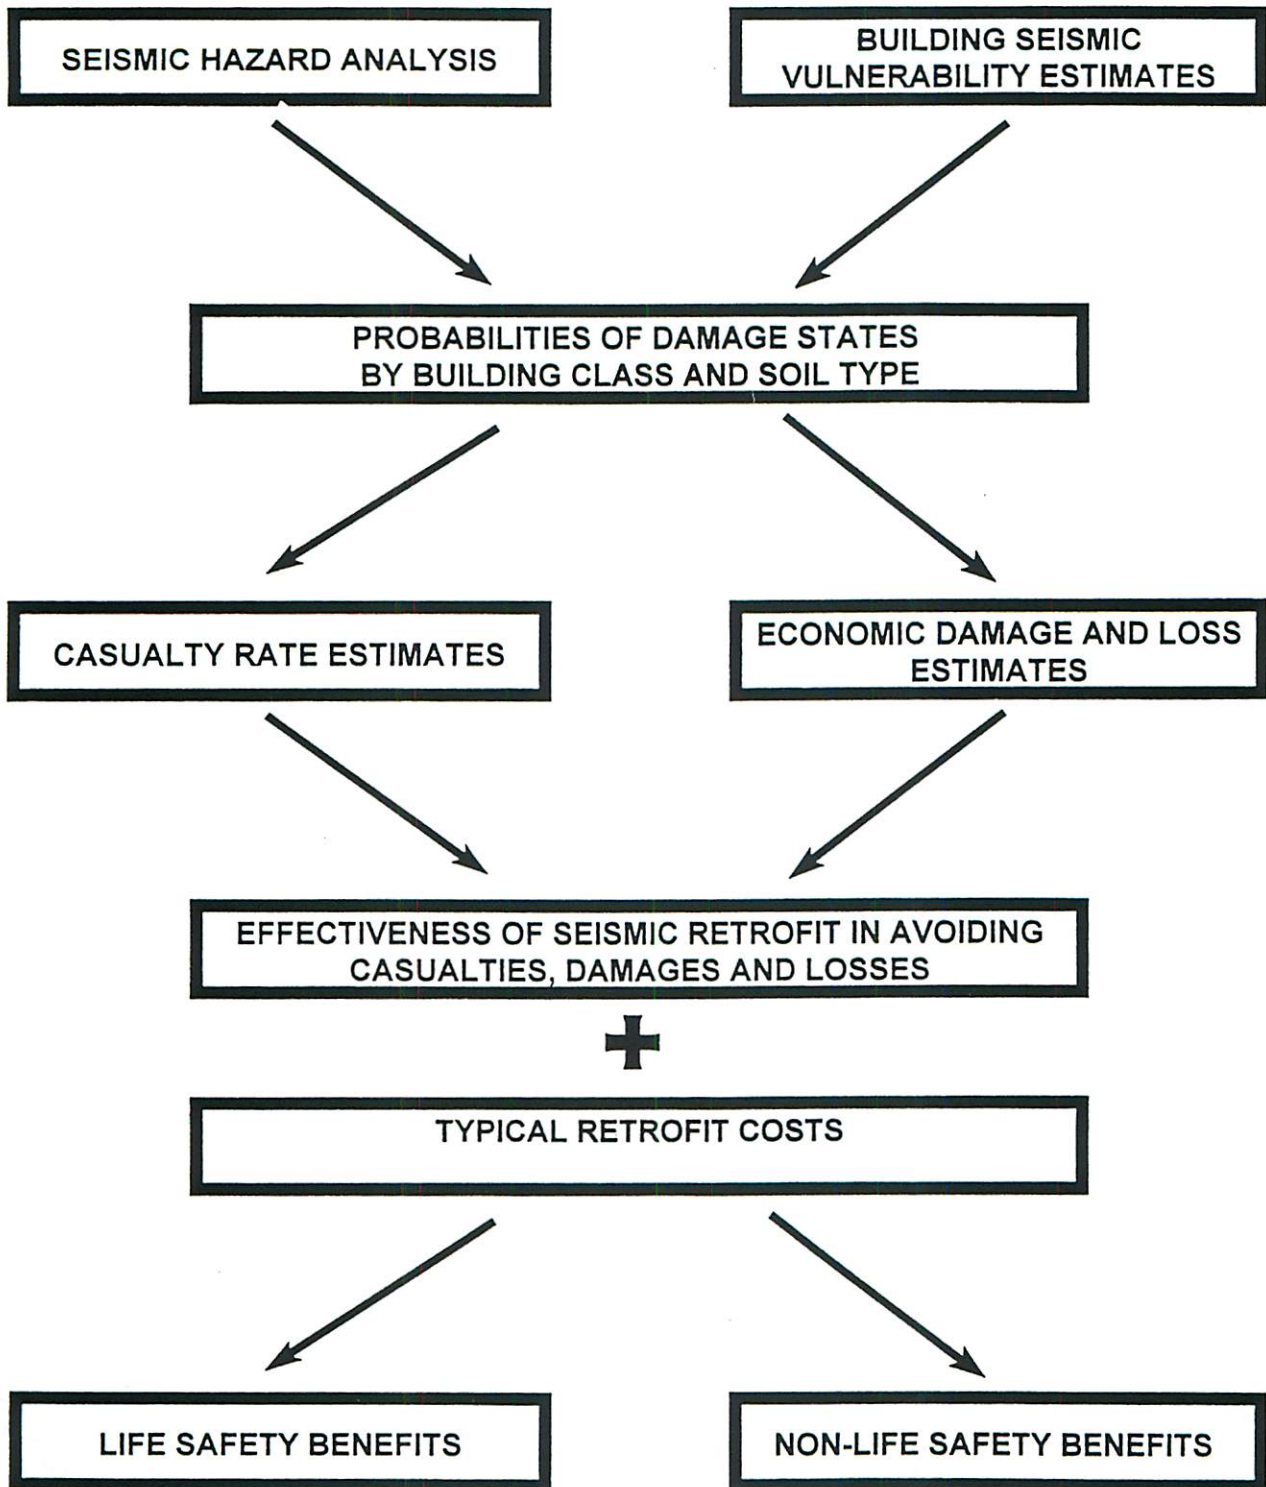 SEISMIC HAZARD ANALYSIS
BUILDING SEISMIC
VULNERABILITY ESTIMATES
PROBABILITIES OF DAMAGE STATES
BY BUILDING CLASS AND SOIL TYPE
CASUALTY RATE ESTIMATES
ECONOMIC DAMAGE AND LOSS
ESTIMATES
EFFECTIVENESS OF SEISMIC RETROFIT IN AVOIDING
CASUALTIES, DAMAGES AND LOSSES
+
TYPICAL RETROFIT COSTS
LIFE SAFETY BENEFITS
NON-LIFE SAFETY BENEFITS